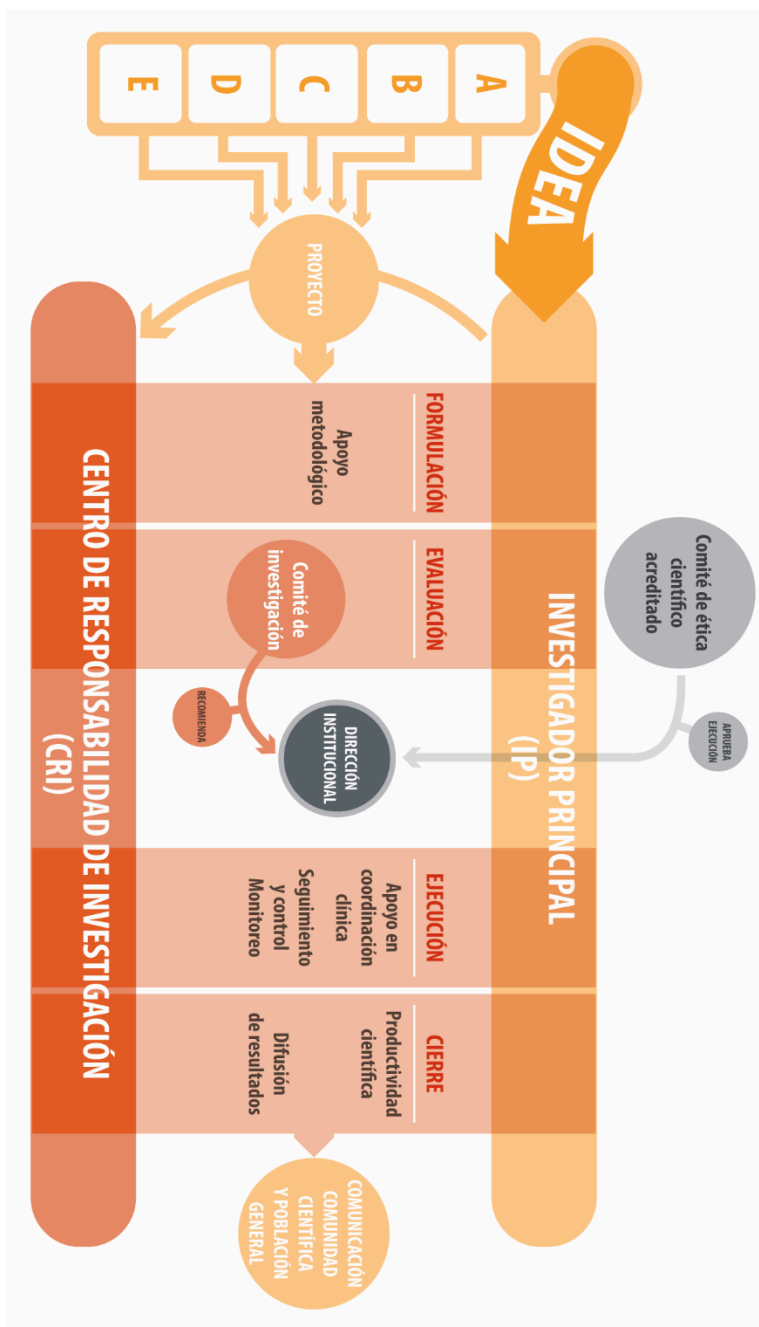 IDEA
A
B
C
D
E
PROYECTO
Comité de ética
científico
acreditado
APRUEBA
EJECUCIÓN
INVESTIGADOR PRINCIPAL
(IP)
FORMULACIÓN
Apoyo
metodológico
EVALUACIÓN
Comité de
investigación
RECOMIENDA
DIRECCIÓN
INSTITUCIONAL
EJECUCIÓN
Apoyo en
coordinación
clínica
Seguimiento
y control
Monitoreo
CIERRE
Productividad
científica
Difusión
de resultados
COMUNICACIÓN
COMUNIDAD
CIENTÍFICA
Y POBLACIÓN
GENERAL
CENTRO DE RESPONSABILIDAD DE INVESTIGACIÓN
(CRI)